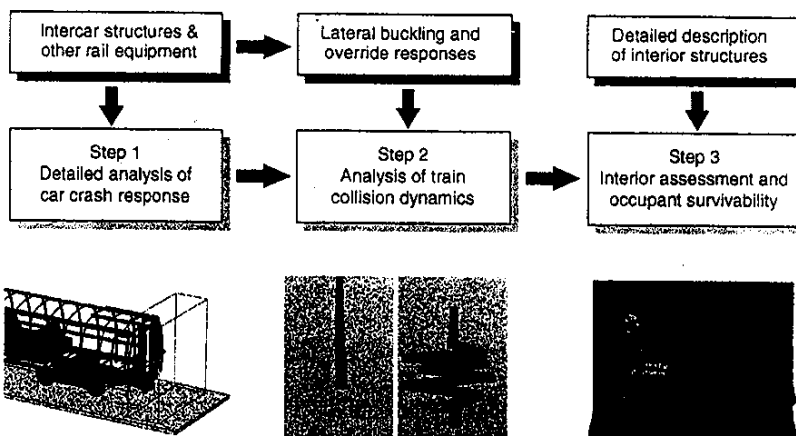 Intercar structures &
other rail equipment
Lateral buckling and
override responses
Detailed description
of interior structures
Step 1
Detailed analysis of
car crash response
Step 2
Analysis of train
collision dynamics
Step 3
Interior assessment and
occupant survivability